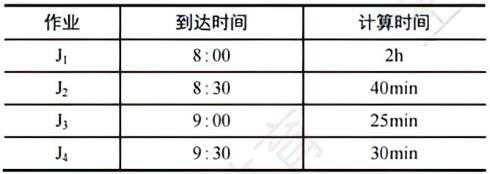 作业 到达时间 计算时间
J₁ 8:00 2h
J₂ 8:30 40min
J₃ 9:00 25min
J₄ 9:30 30min